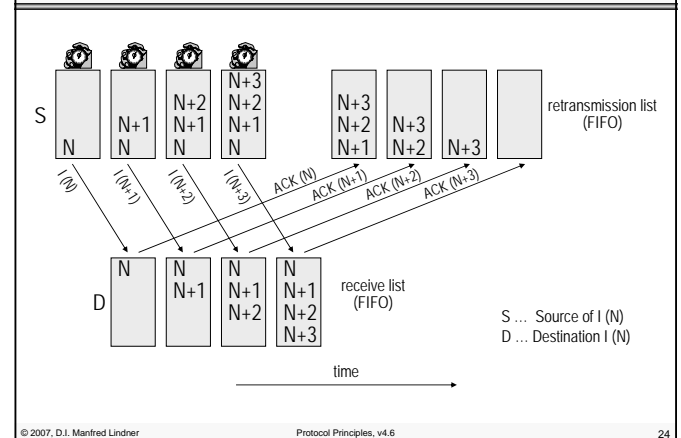 S
N
N+1
N
N+2
N+1
N
N+3
N+2
N+1
N
N+3
N+2
N+1
N+3
N+2
N+3
retransmission list
(FIFO)
I (N)
I (N+1)
I (N+2)
I (N+3)
ACK (N)
ACK (N+1)
ACK (N+2)
ACK (N+3)
D
N
N
N+1
N
N+1
N+2
N
N+1
N+2
N+3
receive list
(FIFO)
S ... Source of I (N)
D ... Destination I (N)
time
© 2007, D.I. Manfred Lindner
Protocol Principles, v4.6
24